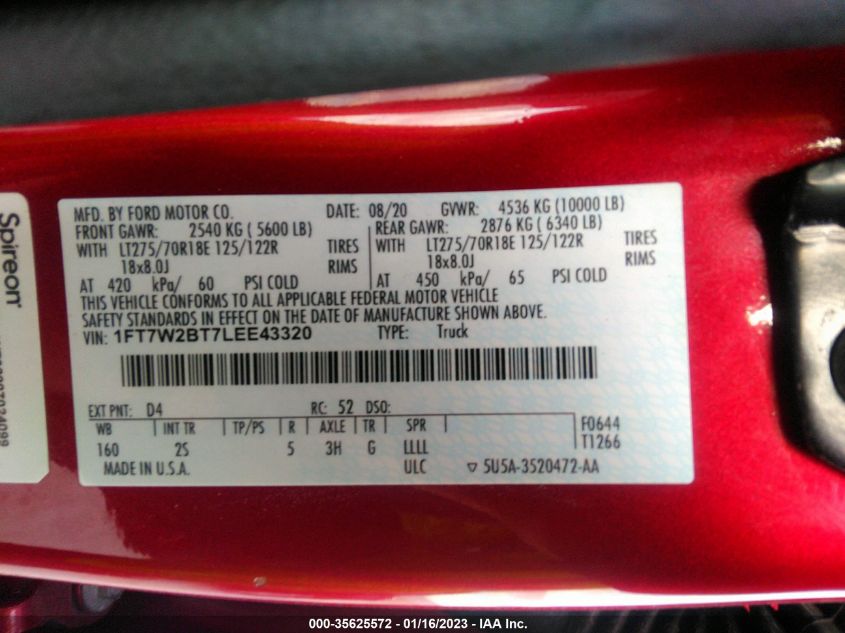 MFD. BY FORD MOTOR CO. DATE: 08/20 GVWR: 4536 KG (10000 LB)
FRONT GAWR: 2540 KG ( 5600 LB) REAR GAWR: 2876 KG ( 6340 LB)
WITH LT275/70R18E 125/122R TIRES WITH LT275/70R18E 125/122R TIRES
18x8.0J RIMS 18x8.0J RIMS
AT 420 kPa/ 60 PSI COLD AT 450 kPa/ 65 PSI COLD
THIS VEHICLE CONFORMS TO ALL APPLICABLE FEDERAL MOTOR VEHICLE
SAFETY STANDARDS IN EFFECT ON THE DATE OF MANUFACTURE SHOWN ABOVE.
VIN: 1FT7W2BT7LEE43320 TYPE: Truck
EXT PNT: D4 RC: 52 DSO:
WB INT TR TP/PS R AXLE TR SPR F0644
160 2S 5 3H G LLLL T1266
MADE IN U.S.A. ULC ▽ 5U5A-3520472-AA
Spireon
000-35625572 - 01/16/2023 - IAA Inc.